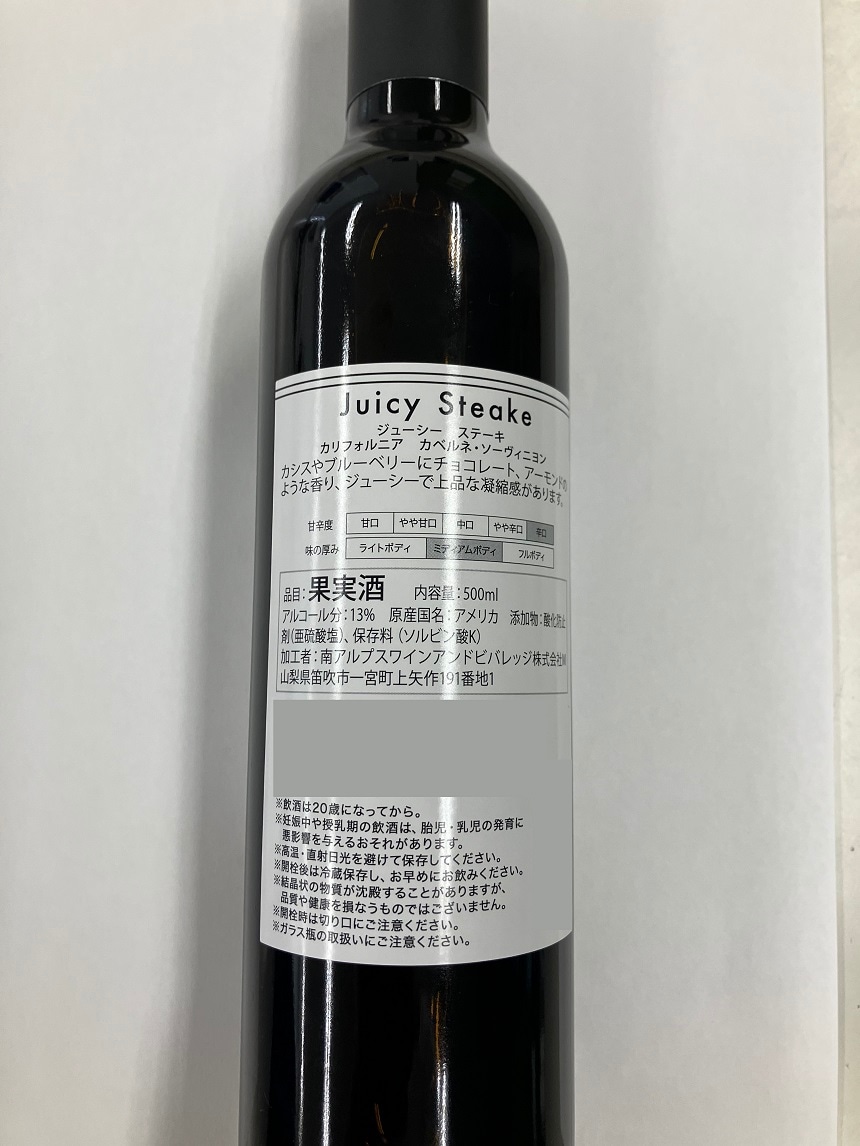 Juicy Steake
ジューシー ステーキ
カリフォルニア カベルネ・ソーヴィニヨン
カシスやブルーベリーにチョコレート、アーモンドの
ような香り、ジューシーで上品な凝縮感があります。
甘辛度 甘口 やや甘口 中口 やや辛口 辛口
味の厚み ライトボディ ミディアムボディ フルボディ
品目：果実酒 内容量：500ml
アルコール分：13% 原産国名：アメリカ 添加物：酸化防止
剤（亜硫酸塩）、保存料（ソルビン酸K）
加工者：南アルプスワインアンドビバレッジ株式会社
山梨県笛吹市一宮町上矢作191番地1
※飲酒は20歳になってから。
※妊娠中や授乳期の飲酒は、胎児・乳児の発育に
悪影響を与えるおそれがあります。
※高温・直射日光を避けて保存してください。
※開栓後は冷蔵保存し、お早めにお飲みください。
※結晶状の物質が沈殿することがありますが、
品質や健康を損なうものではございません。
※開栓時は切り口にご注意ください。
※ガラス瓶の取扱いにご注意ください。